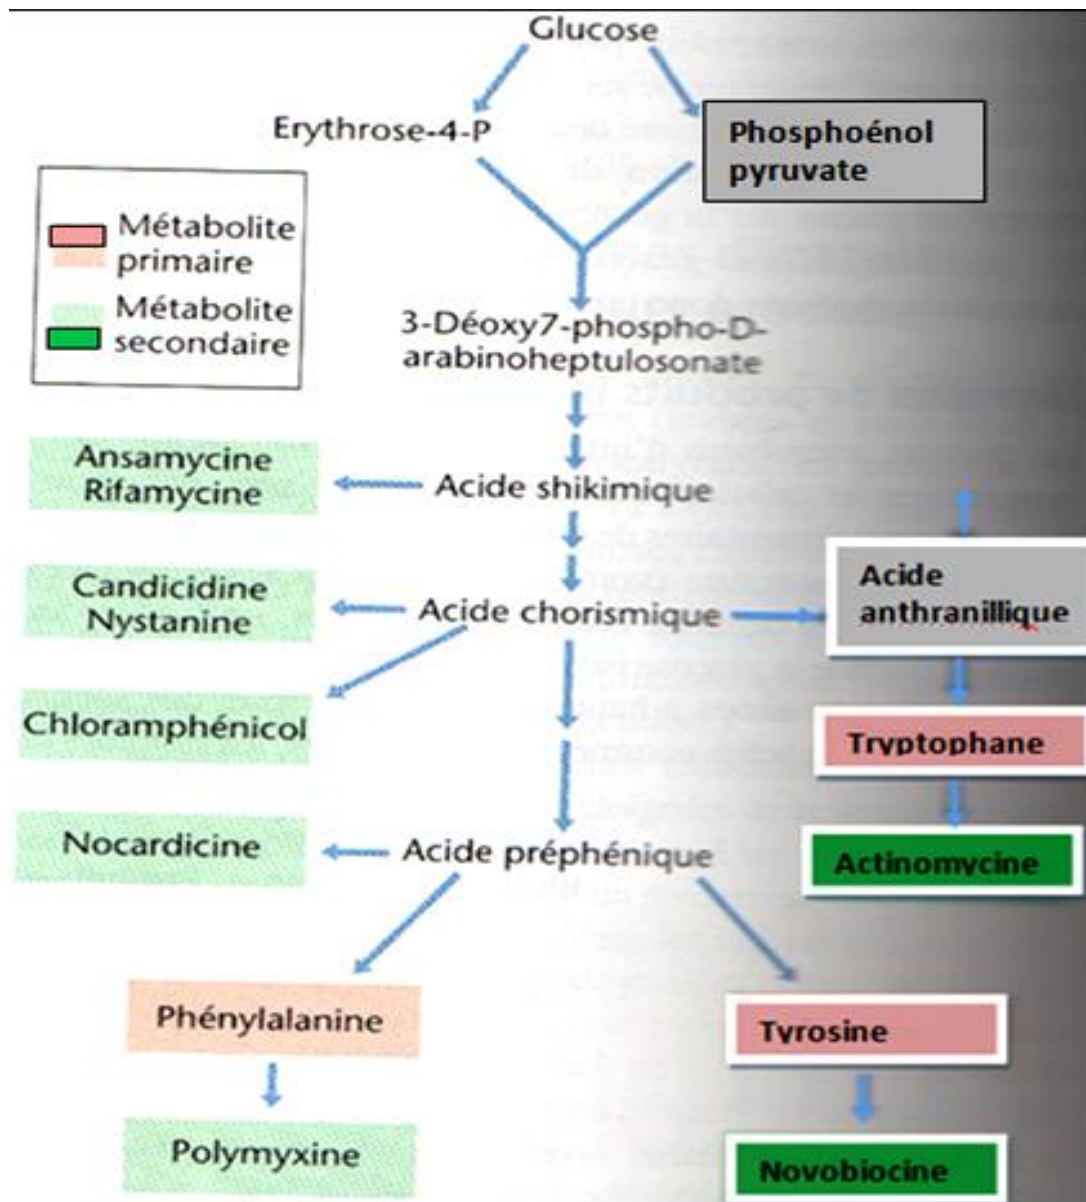 Glucose
Erythrose-4-P
Phosphoénol
pyruvate
Métabolite
primaire
Métabolite
secondaire
3-Déoxy7-phospho-D-
arabinoheptulosonate
Ansamycine
Rifamycine
Acide shikimique
Candicidine
Nystanine
Acide chorismique
Acide
anthranillique
Chloramphénicol
Tryptophane
Nocardicine
Acide préphénique
Actinomycine
Phénylalanine
Tyrosine
Polymyxine
Novobiocine